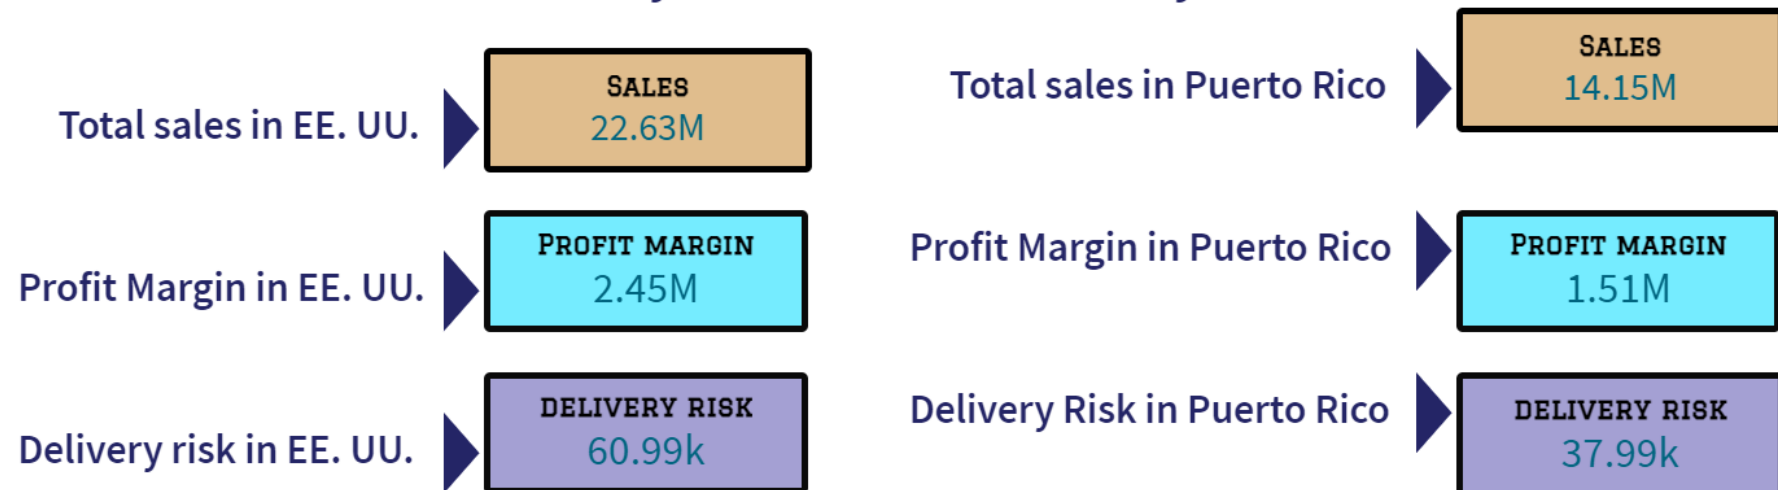 Total sales in EE. UU.
SALES
22.63M
Profit Margin in EE. UU.
PROFIT MARGIN
2.45M
Delivery risk in EE. UU.
DELIVERY RISK
60.99k
Total sales in Puerto Rico
SALES
14.15M
Profit Margin in Puerto Rico
PROFIT MARGIN
1.51M
Delivery Risk in Puerto Rico
DELIVERY RISK
37.99k